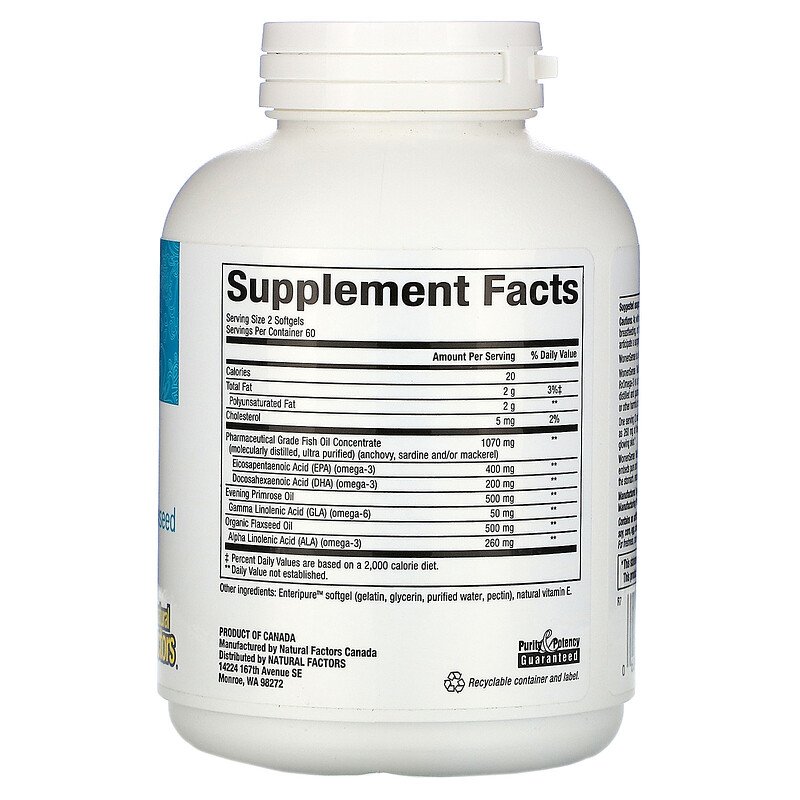 Supplement Facts
Serving Size 2 Softgels
Servings Per Container 60
Amount Per Serving % Daily Value
Calories 20
Total Fat 2 g 3%‡
Polyunsaturated Fat 2 g **
Cholesterol 5 mg 2%
Pharmaceutical Grade Fish Oil Concentrate 1070 mg **
(molecularly distilled, ultra purified) (anchovy, sardine and/or mackerel)
Eicosapentaenoic Acid (EPA) (omega-3) 400 mg **
Docosahexaenoic Acid (DHA) (omega-3) 200 mg **
Evening Primrose Oil 500 mg **
Gamma Linolenic Acid (GLA) (omega-6) 50 mg **
Organic Flaxseed Oil 500 mg **
Alpha Linolenic Acid (ALA) (omega-3) 260 mg **
‡ Percent Daily Values are based on a 2,000 calorie diet.
** Daily Value not established.
Other ingredients: Enteripure™ softgel (gelatin, glycerin, purified water, pectin), natural vitamin E.
PRODUCT OF CANADA
Manufactured by Natural Factors Canada
Distributed by NATURAL FACTORS
14224 167th Avenue SE
Monroe, WA 98272
Purity & Potency
Guaranteed
Recyclable container and label.
seed